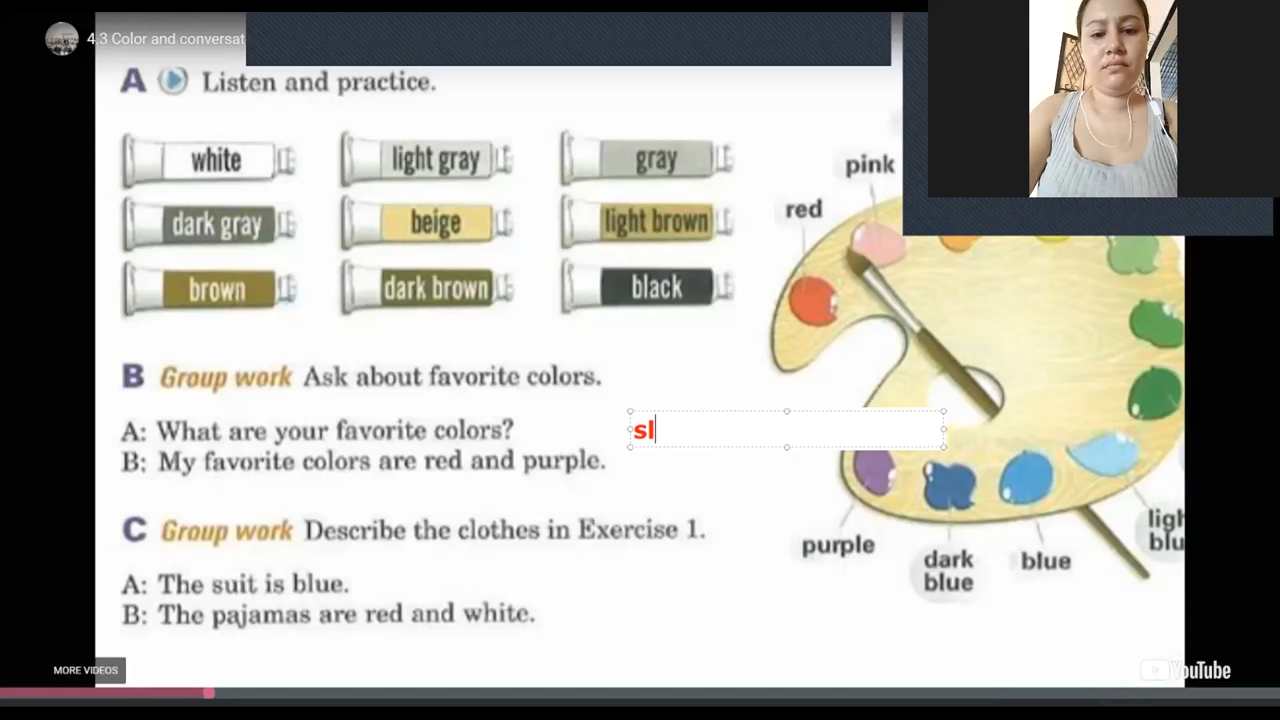 4.3 Color and conversat
A Listen and practice.
white
light gray
gray
dark gray
beige
light brown
brown
dark brown
black
pink
red
B Group work Ask about favorite colors.
A: What are your favorite colors?
B: My favorite colors are red and purple.
sl
C Group work Describe the clothes in Exercise 1.
A: The suit is blue.
B: The pajamas are red and white.
purple
dark
blue
blue
ligh
blu
MORE VIDEOS
YouTube